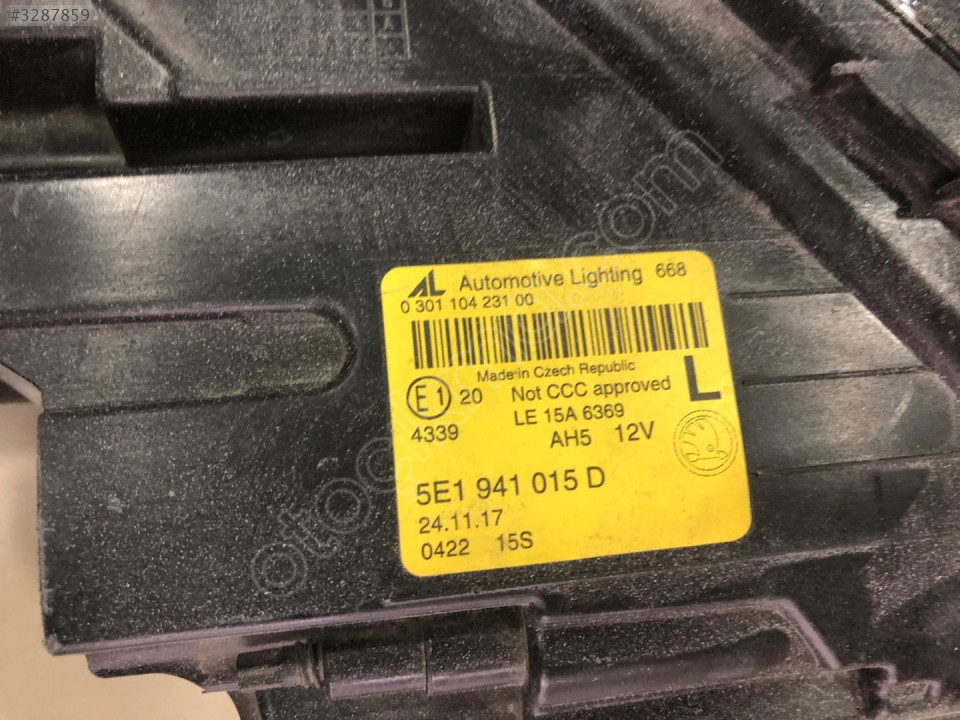 #3287859
AL Automotive Lighting 668
0 301 104 231 00
Made in Czech Republic
E1 20 Not CCC approved L
LE 15A 6369
4339 AH5 12V
5E1 941 015 D
24.11.17
0422 15S